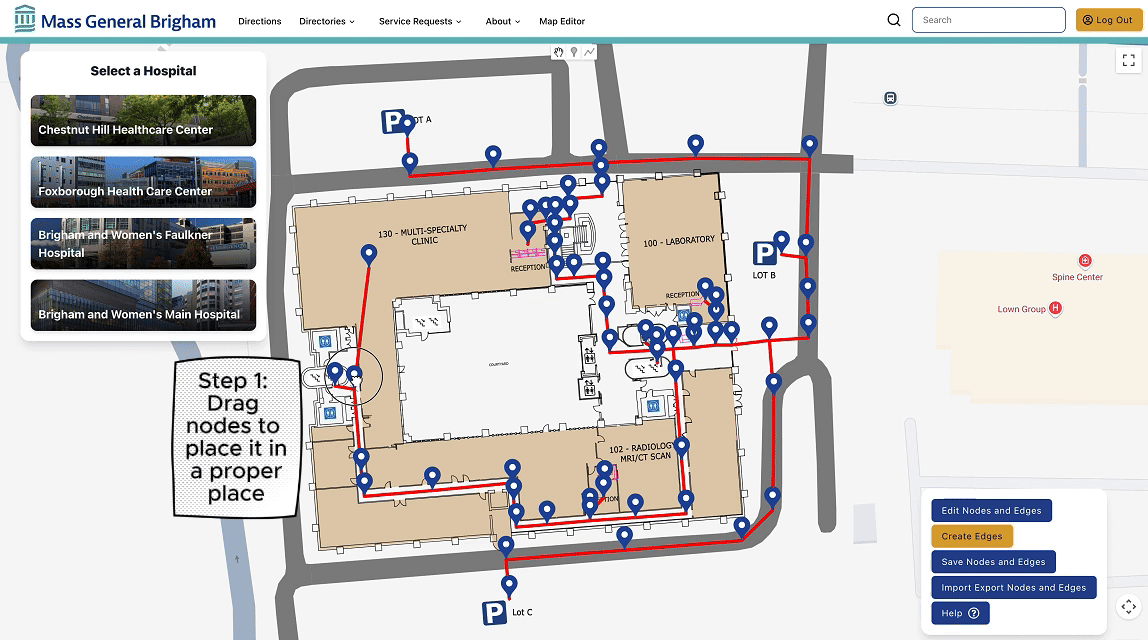 Mass General Brigham
Directions
Directories
Service Requests
About
Map Editor
Search
Log Out
Select a Hospital
Chestnut Hill Healthcare Center
Foxborough Health Care Center
Brigham and Women's Faulkner
Hospital
Brigham and Women's Main Hospital
P
OT A
130 - MULTI-SPECIALTY
CLINIC
RECEPTION
100 - LABORATORY
P
LOT B
RECEPTION
Spine Center
Lown Group
H
COURTYARD
Step 1:
Drag
nodes to
place it in
a proper
place
102 - RADIOLOG
MRI/CT SCAN
P
Lot C
Edit Nodes and Edges
Create Edges
Save Nodes and Edges
Import Export Nodes and Edges
Help